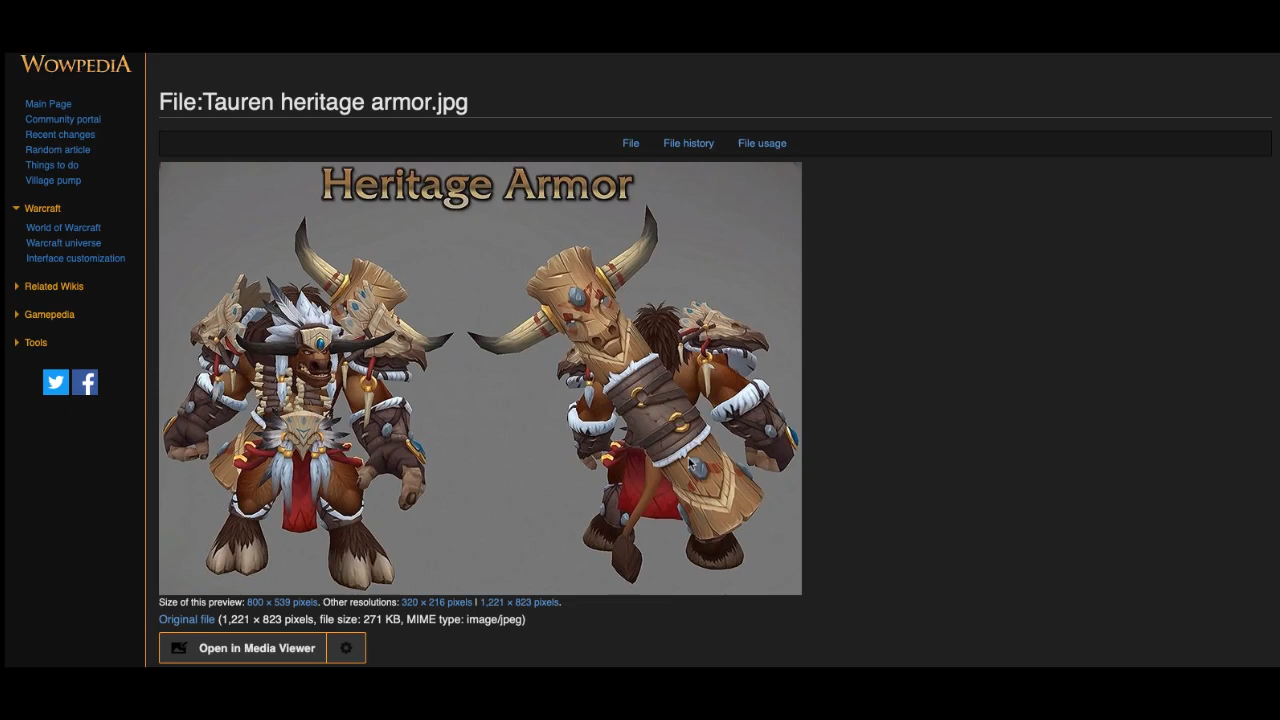 WOWPEDIA
Main Page
Community portal
Recent changes
Random article
Things to do
Village pump
Warcraft
World of Warcraft
Warcraft universe
Interface customization
Related Wikis
Gamepedia
Tools
File:Tauren heritage armor.jpg
File File history File usage
Heritage Armor
Size of this preview: 800 × 539 pixels. Other resolutions: 320 × 216 pixels | 1,221 × 823 pixels.
Original file (1,221 × 823 pixels, file size: 271 KB, MIME type: image/jpeg)
Open in Media Viewer